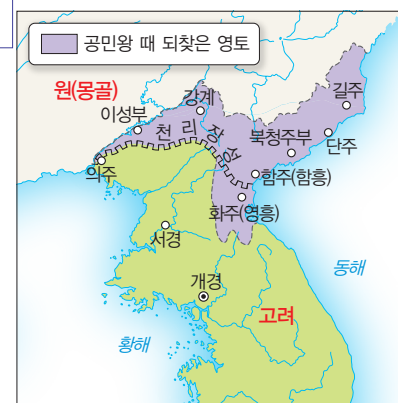 공민왕 때 되찾은 영토
원(몽골)
길주
강계
이성부
천리장성
북청주부
단주
의주
함주(함흥)
화주(영흥)
서경
동해
개경
고려
황해